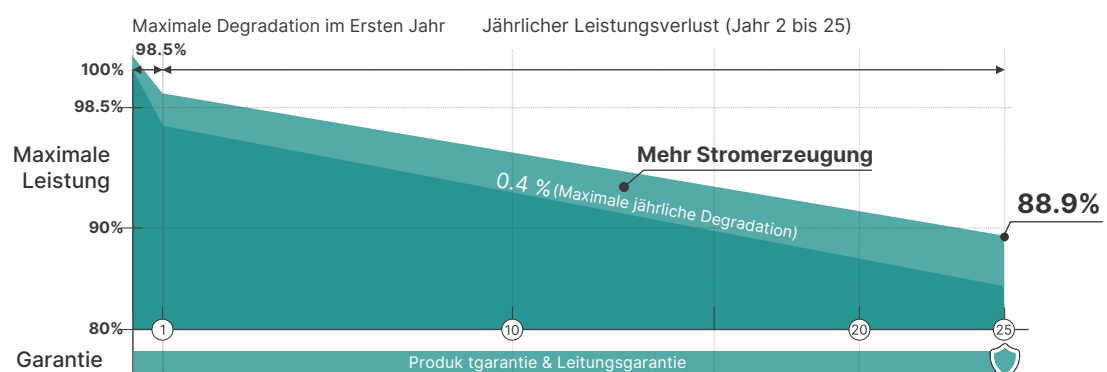 Maximale Degradation im Ersten Jahr
Jährlicher Leistungsverlust (Jahr 2 bis 25)
98.5%
100%
98.5%
Maximale
Leistung
Mehr Stromerzeugung
0.4 % (Maximale jährliche Degradation)
88.9%
90%
80%
1
10
20
25
Garantie
Produk tgarantie & Leitungsgarantie